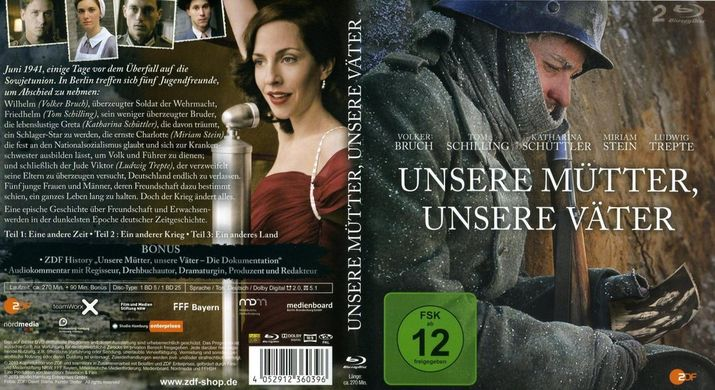 Juni 1941, einige Tage vor dem Überfall auf die
Sowjetunion. In Berlin treffen sich fünf Jugendfreunde,
um Abschied zu nehmen:
Wilhelm (Volker Bruch), überzeugter Soldat der Wehrmacht,
Friedhelm (Tom Schilling), sein weniger überzeugter Bruder,
die lebenslustige Greta (Katharina Schüttler), die davon träumt,
ein Schlager-Star zu werden, die ernste Charlotte (Miriam Stein)
die fest an den Nationalsozialismus glaubt und sich zur Kranken-
schwester ausbilden lässt, um Volk und Führer zu dienen;
und schließlich der Jude Viktor (Ludwig Trepte), der verzweifelt
seine Eltern zu überzeugen versucht, Deutschland endlich zu verlassen.
Fünf junge Frauen und Männer, deren Freundschaft dazu bestimmt
schien, ein ganzes Leben lang zu halten. Doch der Krieg ändert alles.
Eine epische Geschichte über Freundschaft und Erwachsen-
werden in der dunkelsten Epoche deutscher Zeitgeschichte.
Teil 1: Eine andere Zeit • Teil 2: Ein anderer Krieg • Teil 3: Ein anderes Land
BONUS
• ZDF History „Unsere Mütter, unsere Väter – Die Dokumentation"
• Audiokommentar mit Regisseur, Drehbuchautor, Dramaturgin, Produzent und Redakteur
Laufzeit: ca. 270 Min. + 90 Min. Bonus
Disc-Type: 1 BD 5 / 1 BD 25
Sprache / Ton: Deutsch / Dolby Digital 2.0, 5.1
ZDF
teamWorX
Film und Medien
Stiftung NRW
FFF Bayern
mdm
medienboard
Berlin-Brandenburg GmbH
nordmedia
Studio Hamburg enterprises
www.zdf-shop.de
4 052912 360396
UNSERE MÜTTER, UNSERE VÄTER
Blu-ray Disc
2 Blu-ray Disc
VOLKER BRUCH
TOM SCHILLING
KATHARINA SCHÜTTLER
MIRIAM STEIN
LUDWIG TREPTE
UNSERE MÜTTER,
UNSERE VÄTER
FSK
ab
12
freigegeben
Länge:
ca. 270 Min.
ZDF